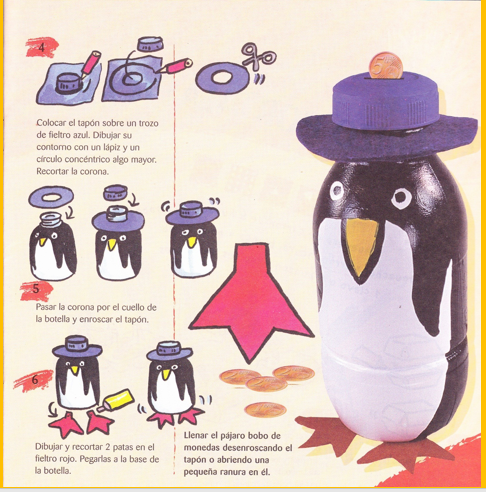 4
Colocar el tapón sobre un trozo
de fieltro azul. Dibujar su
contorno con un lápiz y un
círculo concéntrico algo mayor.
Recortar la corona.
5
Pasar la corona por el cuello de
la botella y enroscar el tapón.
6
Dibujar y recortar 2 patas en el
fieltro rojo. Pegarlas a la base de
la botella.
Llenar el pájaro bobo de
monedas desenroscando el
tapón o abriendo una
pequeña ranura en él.